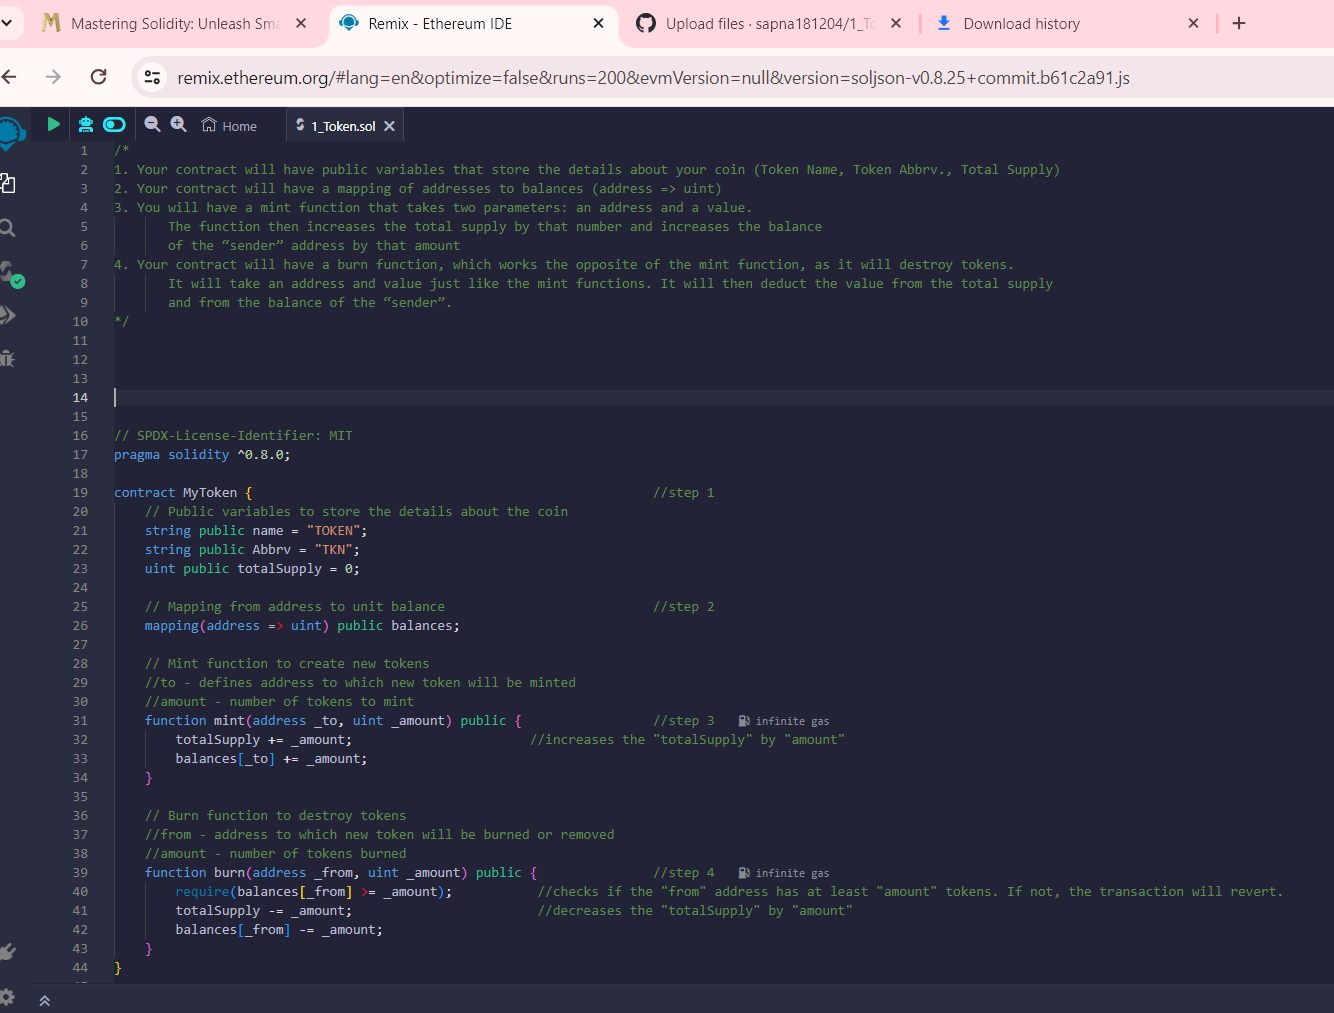 Mastering Solidity: Unleash Sma
Remix - Ethereum IDE
Upload files · sapna181204/1_To
Download history
remix.ethereum.org/#lang=en&optimize=false&runs=200&evmVersion=null&version=soljson-v0.8.25+commit.b61c2a91.js
Home
1_Token.sol
1 /*
2 1. Your contract will have public variables that store the details about your coin (Token Name, Token Abbrv., Total Supply)
3 2. Your contract will have a mapping of addresses to balances (address => uint)
4 3. You will have a mint function that takes two parameters: an address and a value.
5 The function then increases the total supply by that number and increases the balance
6 of the “sender” address by that amount
7 4. Your contract will have a burn function, which works the opposite of the mint function, as it will destroy tokens.
8 It will take an address and value just like the mint functions. It will then deduct the value from the total supply
9 and from the balance of the “sender”.
10 */
11
12
13
14
15
16 // SPDX-License-Identifier: MIT
17 pragma solidity ^0.8.0;
18
19 contract MyToken { //step 1
20 // Public variables to store the details about the coin
21 string public name = "TOKEN";
22 string public Abbrv = "TKN";
23 uint public totalSupply = 0;
24
25 // Mapping from address to unit balance //step 2
26 mapping(address => uint) public balances;
27
28 // Mint function to create new tokens
29 //to - defines address to which new token will be minted
30 //amount - number of tokens to mint
31 function mint(address _to, uint _amount) public { //step 3 infinite gas
32 totalSupply += _amount; //increases the "totalSupply" by "amount"
33 balances[_to] += _amount;
34 }
35
36 // Burn function to destroy tokens
37 //from - address to which new token will be burned or removed
38 //amount - number of tokens burned
39 function burn(address _from, uint _amount) public { //step 4 infinite gas
40 require(balances[_from] >= _amount); //checks if the "from" address has at least "amount" tokens. If not, the transaction will revert.
41 totalSupply -= _amount; //decreases the "totalSupply" by "amount"
42 balances[_from] -= _amount;
43 }
44 }